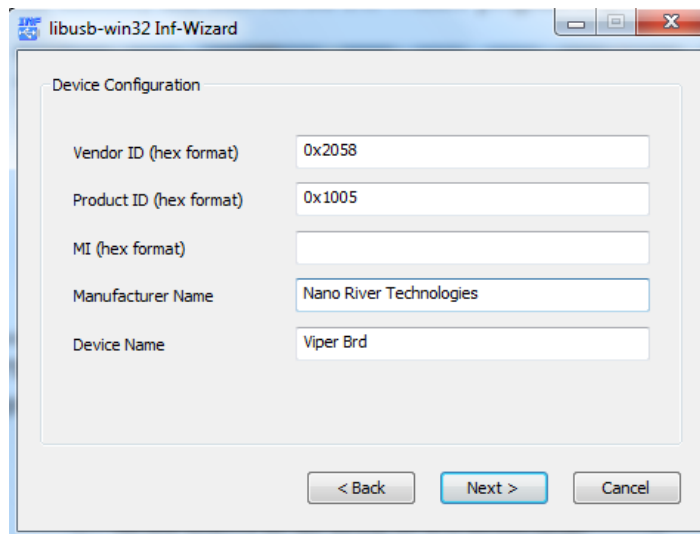 libusb-win32 Inf-Wizard
Device Configuration
Vendor ID (hex format) 0x2058
Product ID (hex format) 0x1005
MI (hex format)
Manufacturer Name Nano River Technologies
Device Name Viper Brd
< Back Next > Cancel